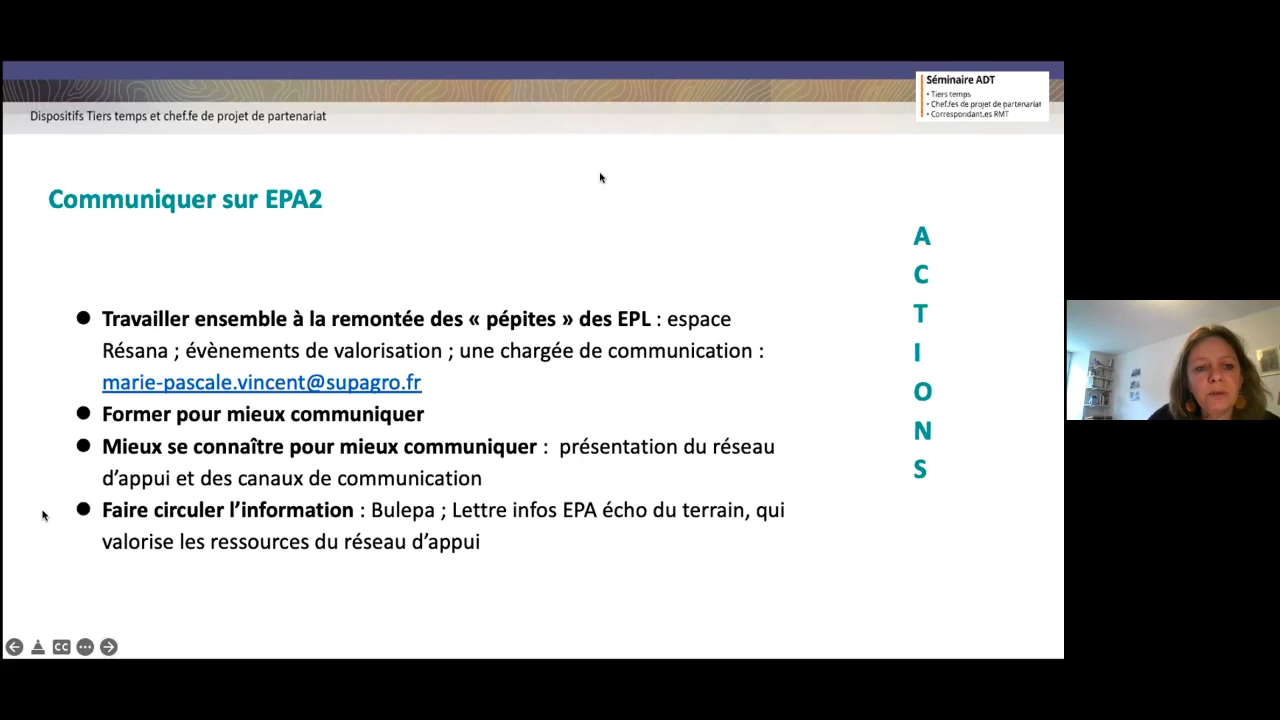 Séminaire ADT
• Tiers temps
• Chef.fes de projet de partenariat
• Correspondant.es RMT
Dispositifs Tiers temps et chef.fe de projet de partenariat
Communiquer sur EPA2
A
C
T
I
O
N
S
● Travailler ensemble à la remontée des « pépites » des EPL : espace
Résana ; évènements de valorisation ; une chargée de communication :
marie-pascale.vincent@supagro.fr
● Former pour mieux communiquer
● Mieux se connaître pour mieux communiquer : présentation du réseau
d’appui et des canaux de communication
● Faire circuler l’information : Bulepa ; Lettre infos EPA écho du terrain, qui
valorise les ressources du réseau d’appui
CC